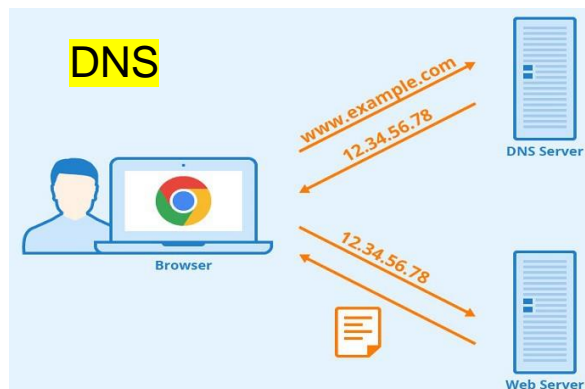 DNS
www.example.com
12.34.56.78
DNS Server
Browser
12.34.56.78
Web Server